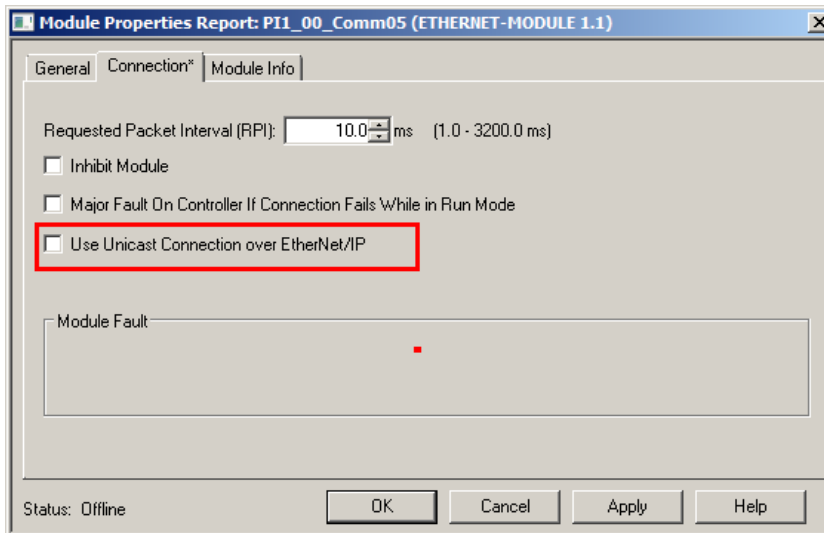 Module Properties Report: PI1_00_Comm05 (ETHERNET-MODULE 1.1)
General Connection* Module Info
Requested Packet Interval (RPI): 10.0 ms (1.0 - 3200.0 ms)
Inhibit Module
Major Fault On Controller If Connection Fails While in Run Mode
Use Unicast Connection over EtherNet/IP
Module Fault
Status: Offline OK Cancel Apply Help